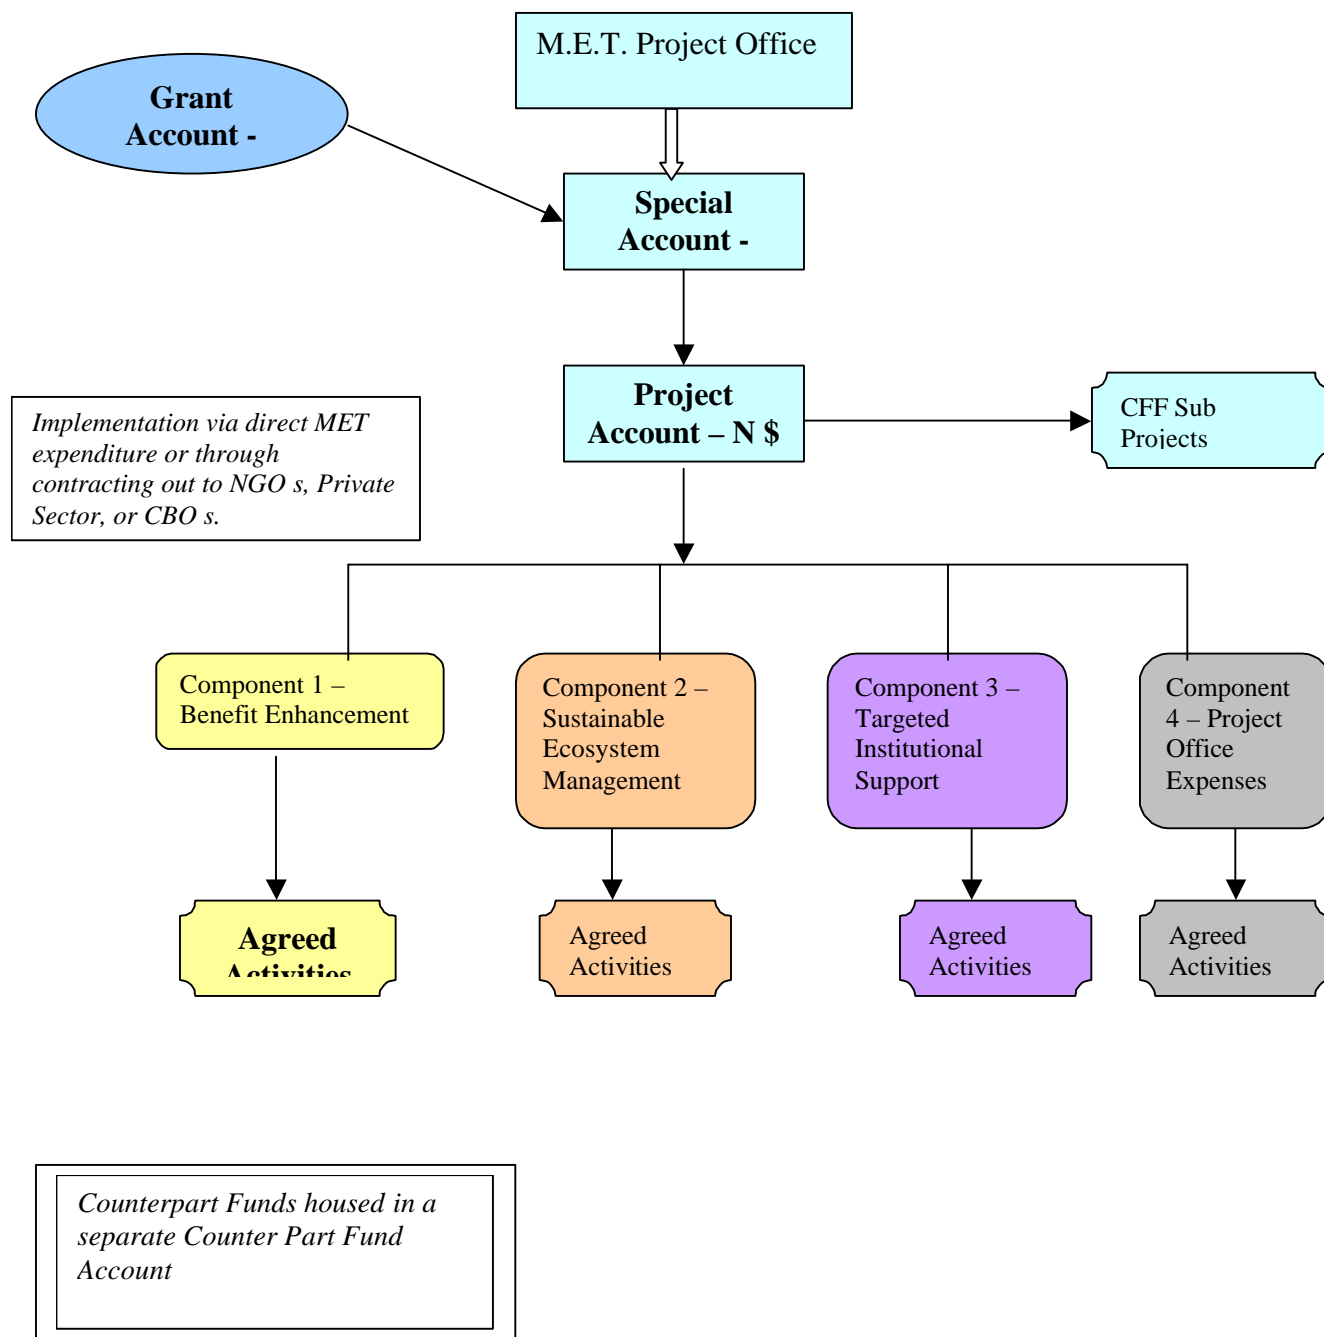 M.E.T. Project Office
Grant
Account -
Special
Account -
Project
Account – N $
CFF Sub
Projects
Implementation via direct MET
expenditure or through
contracting out to NGO s, Private
Sector, or CBO s.
Component 1 –
Benefit Enhancement
Component 2 –
Sustainable
Ecosystem
Management
Component 3 –
Targeted
Institutional
Support
Component
4 – Project
Office
Expenses
Agreed
Activities
Agreed
Activities
Agreed
Activities
Agreed
Activities
Counterpart Funds housed in a
separate Counter Part Fund
Account